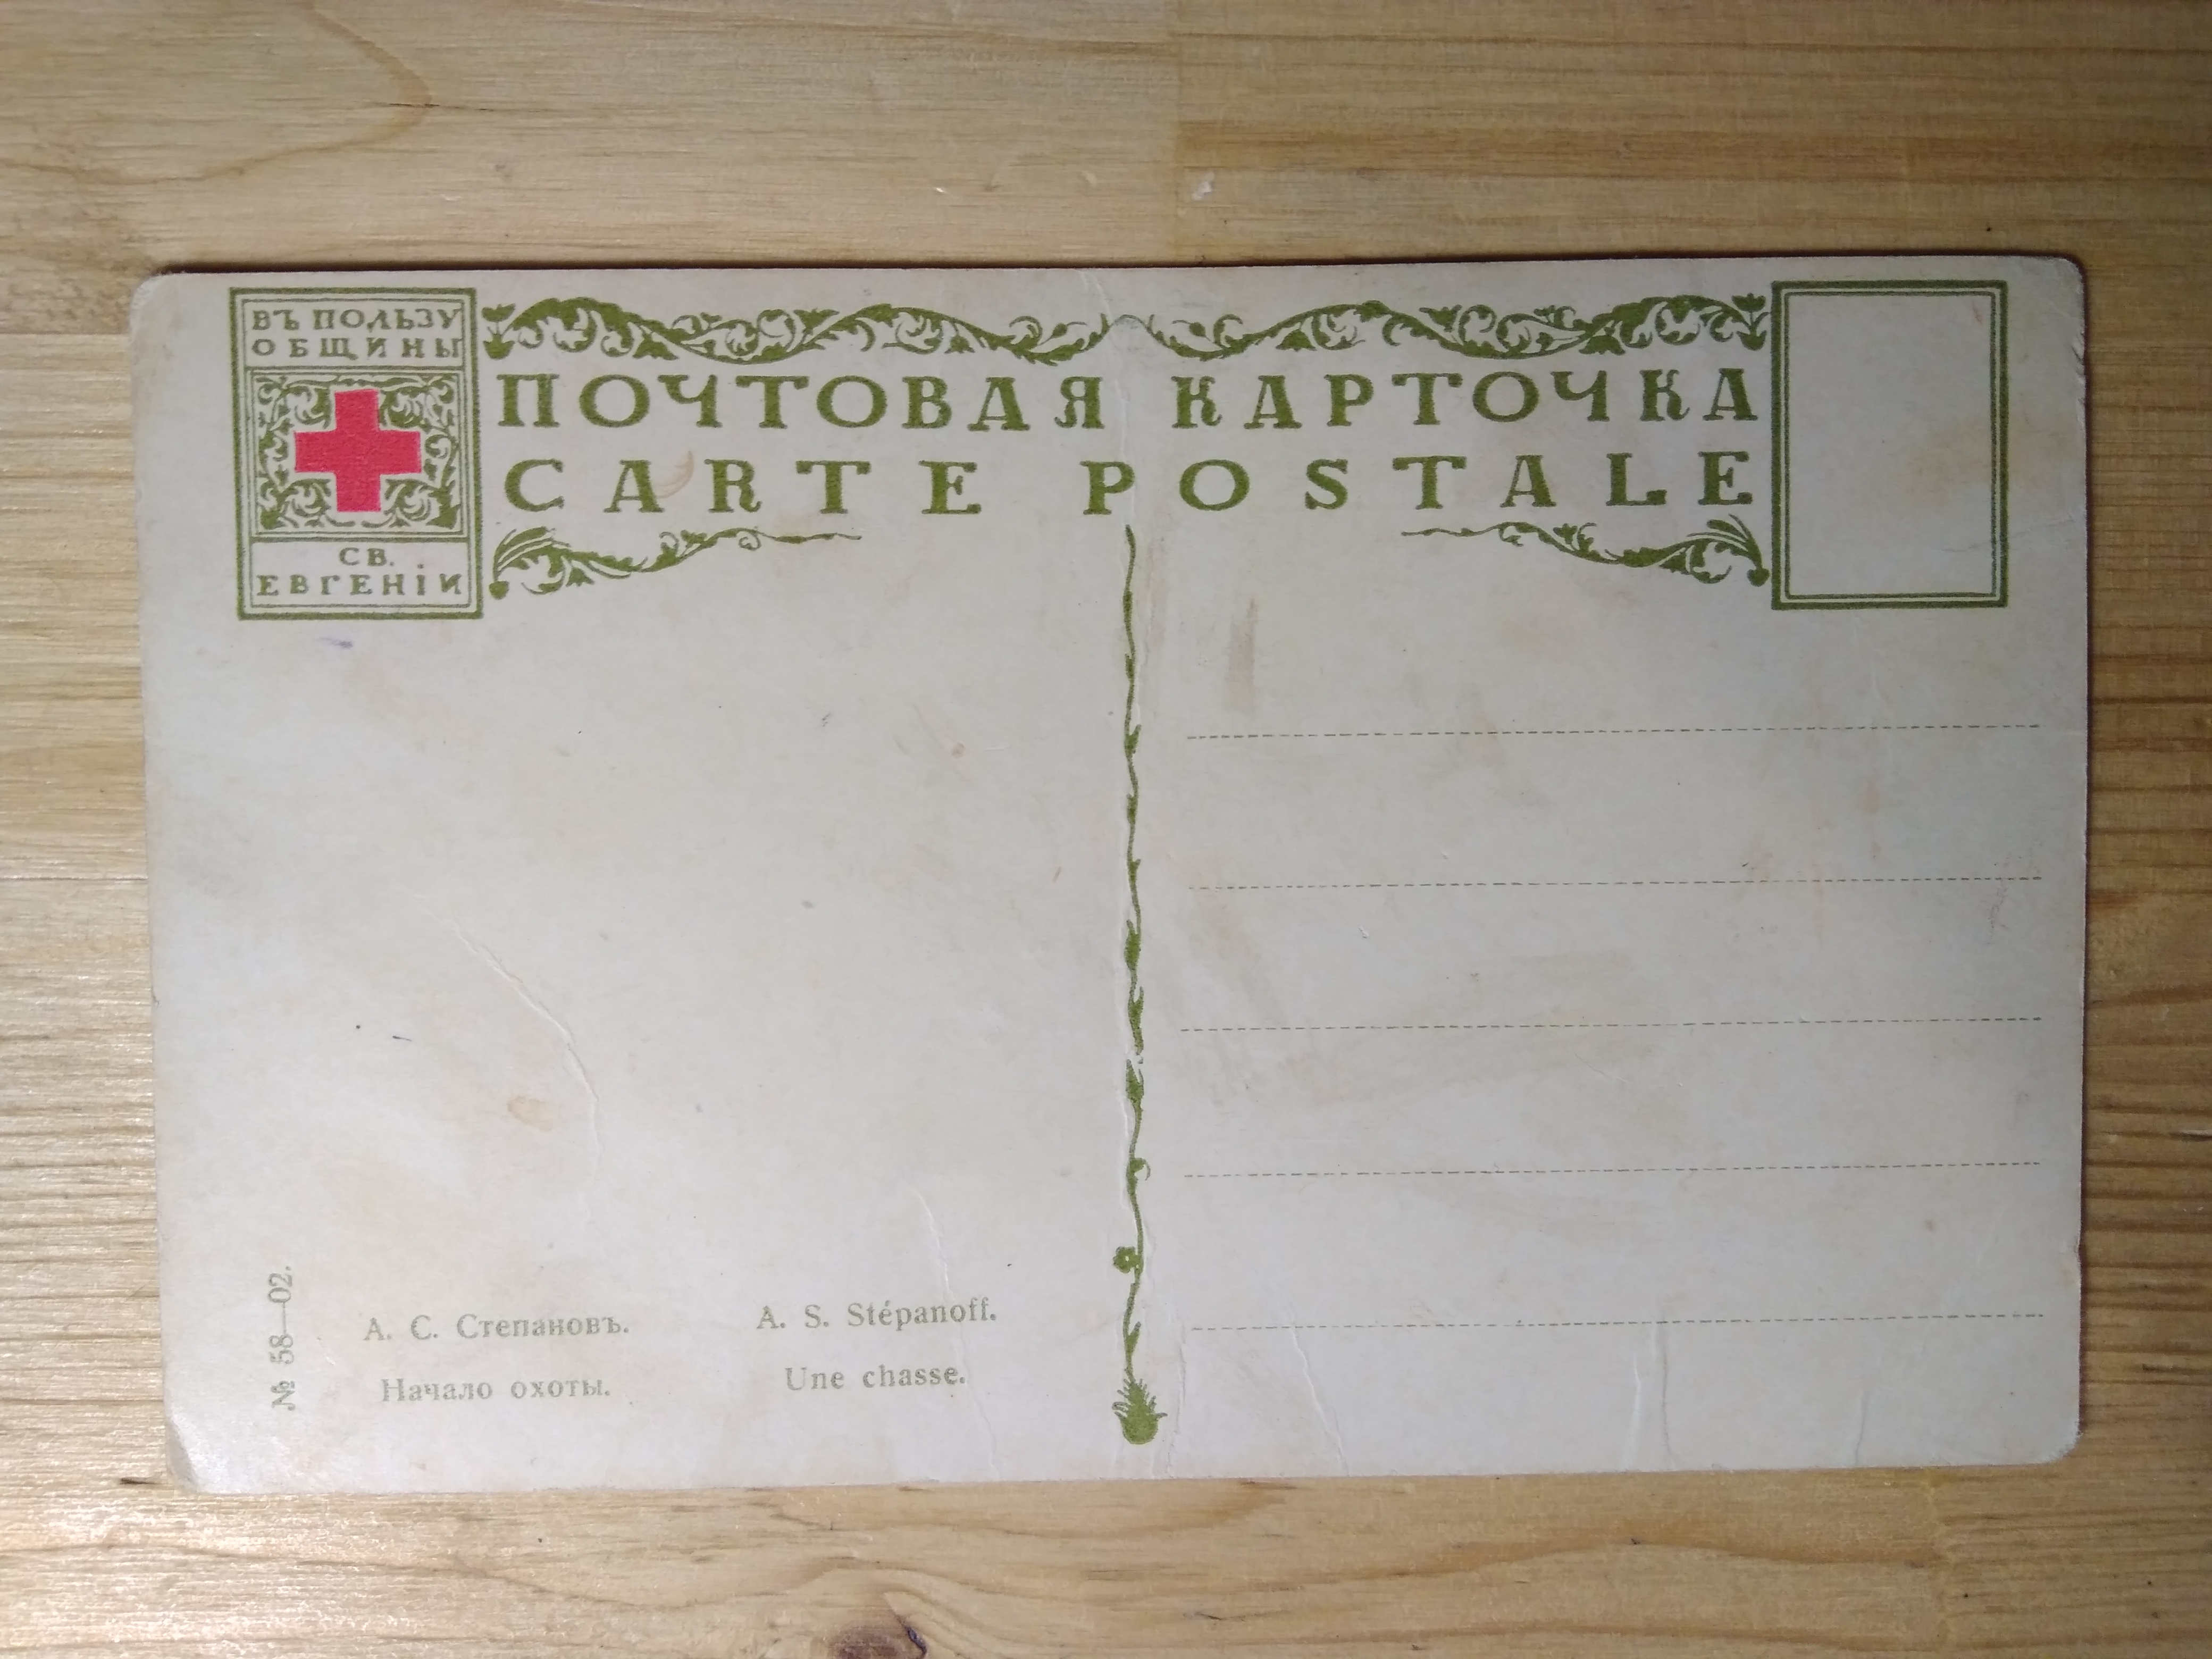 ВЪ ПОЛЬЗУ
ОБЩИНЫ
СВ.
ЕВГЕНІИ
ПОЧТОВАЯ КАРТОЧКА
CARTE POSTALE
№ 58—02.
А. С. Степановъ.
Начало охоты.
A. S. Stépanoff.
Une chasse.